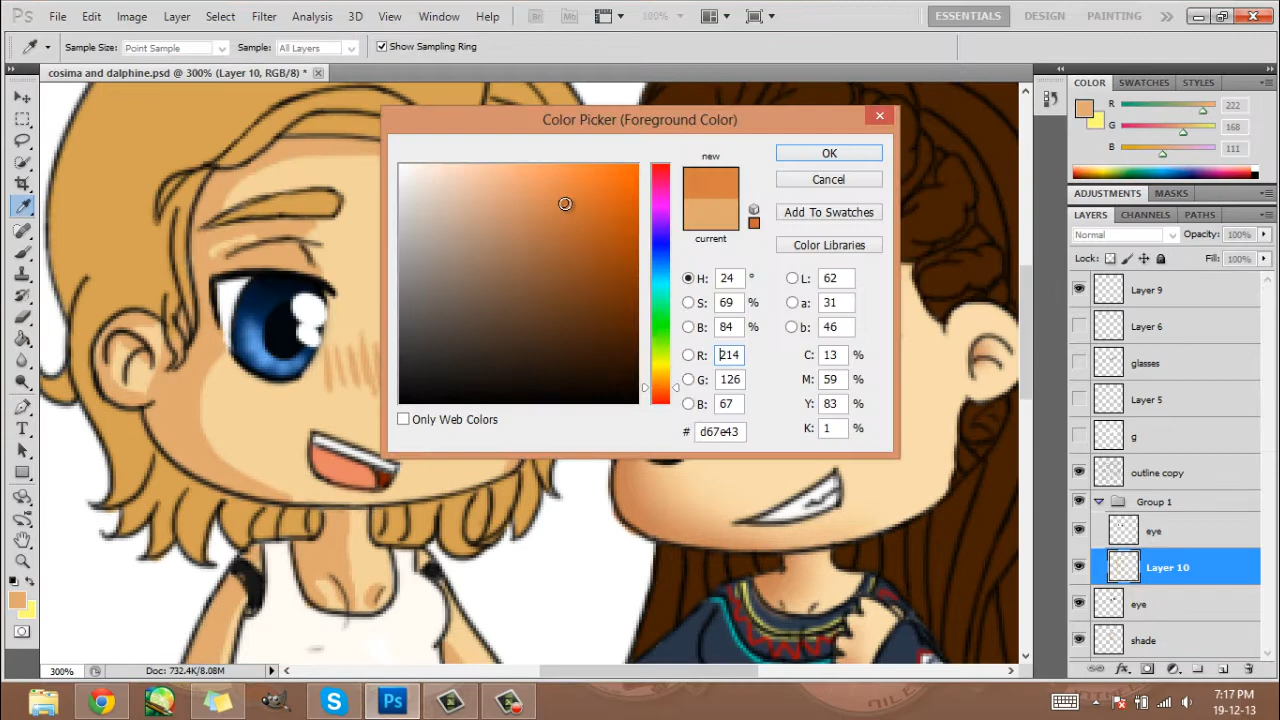 Ps File Edit Image Layer Select Filter Analysis 3D View Window Help Br Mb 100% ESSENTIALS DESIGN PAINTING
Sample Size: Point Sample Sample: All Layers Show Sampling Ring
cosima and dalphine.psd @ 300% (Layer 10, RGB/8) *
COLOR SWATCHES STYLES
R 222
G 168
B 111
ADJUSTMENTS MASKS
LAYERS CHANNELS PATHS
Normal Opacity: 100%
Lock: Fill: 100%
Layer 9
Layer 6
glasses
Layer 5
g
outline copy
Group 1
eye
Layer 10
eye
shade
Color Picker (Foreground Color)
new
current
OK
Cancel
Add To Swatches
Color Libraries
H: 24 °
S: 69 %
B: 84 %
R: 214
G: 126
B: 67
# d67e43
L: 62
a: 31
b: 46
C: 13 %
M: 59 %
Y: 83 %
K: 1 %
Only Web Colors
300% Doc: 732.4K/8.08M
7:17 PM
19-12-13